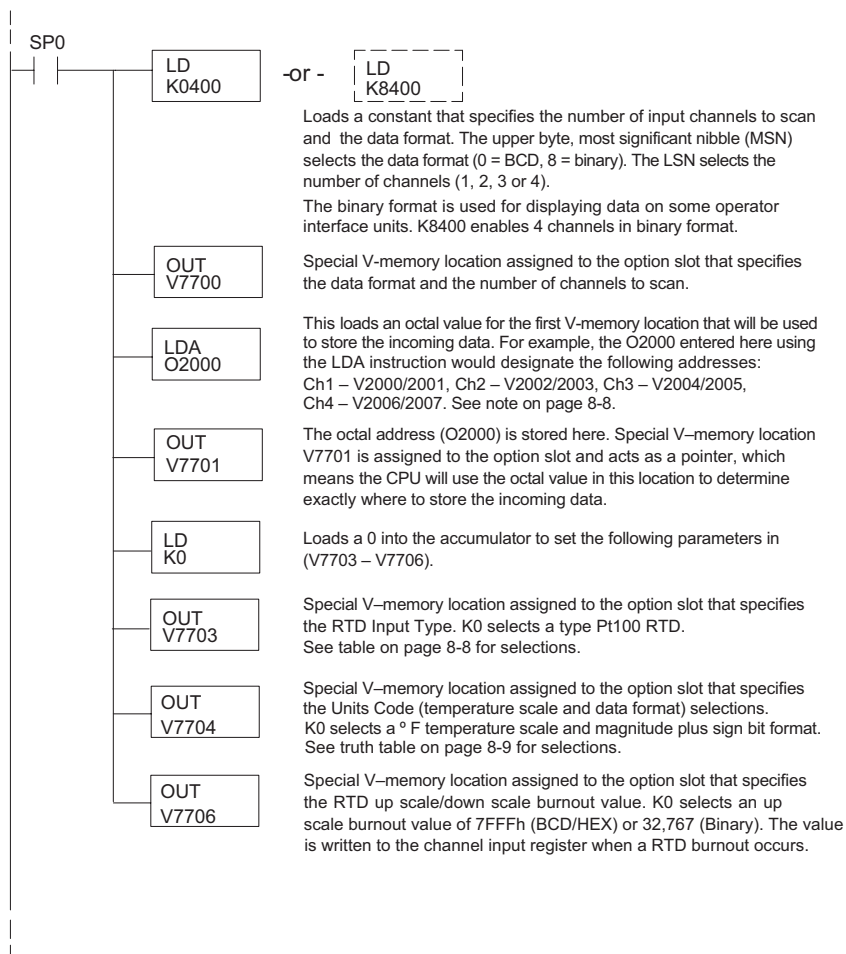 SP0
LD
K0400
-or -
LD
K8400
Loads a constant that specifies the number of input channels to scan
and the data format. The upper byte, most significant nibble (MSN)
selects the data format (0 = BCD, 8 = binary). The LSN selects the
number of channels (1, 2, 3 or 4).
The binary format is used for displaying data on some operator
interface units. K8400 enables 4 channels in binary format.
OUT
V7700
Special V-memory location assigned to the option slot that specifies
the data format and the number of channels to scan.
LDA
O2000
This loads an octal value for the first V-memory location that will be used
to store the incoming data. For example, the O2000 entered here using
the LDA instruction would designate the following addresses:
Ch1 – V2000/2001, Ch2 – V2002/2003, Ch3 – V2004/2005,
Ch4 – V2006/2007. See note on page 8-8.
OUT
V7701
The octal address (O2000) is stored here. Special V–memory location
V7701 is assigned to the option slot and acts as a pointer, which
means the CPU will use the octal value in this location to determine
exactly where to store the incoming data.
LD
K0
Loads a 0 into the accumulator to set the following parameters in
(V7703 – V7706).
OUT
V7703
Special V–memory location assigned to the option slot that specifies
the RTD Input Type. K0 selects a type Pt100 RTD.
See table on page 8-8 for selections.
OUT
V7704
Special V–memory location assigned to the option slot that specifies
the Units Code (temperature scale and data format) selections.
K0 selects a º F temperature scale and magnitude plus sign bit format.
See truth table on page 8-9 for selections.
OUT
V7706
Special V–memory location assigned to the option slot that specifies
the RTD up scale/down scale burnout value. K0 selects an up
scale burnout value of 7FFFh (BCD/HEX) or 32,767 (Binary). The value
is written to the channel input register when a RTD burnout occurs.